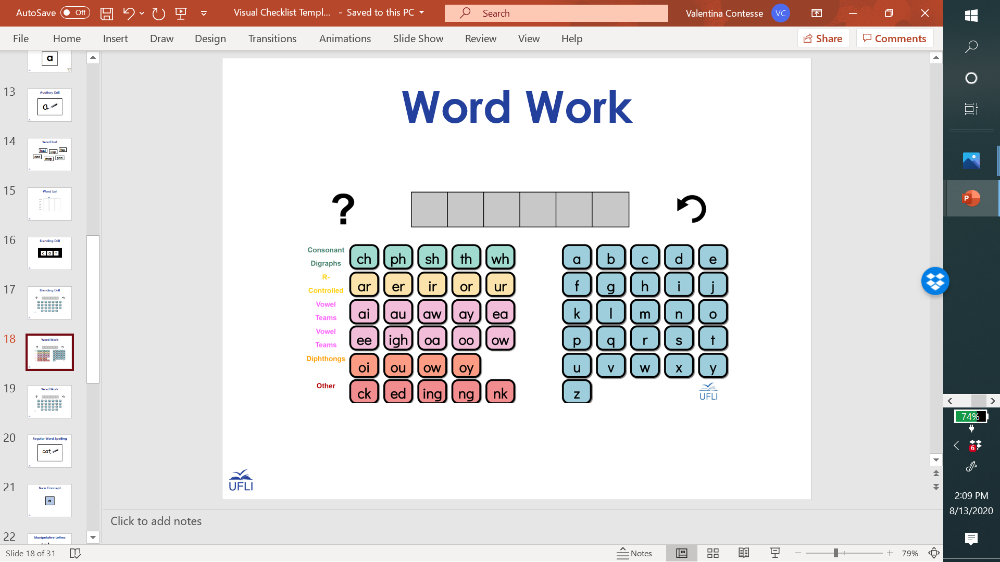 AutoSave Off
Visual Checklist Templ... - Saved to this PC
Search
Valentina Contesse VC
File Home Insert Draw Design Transitions Animations Slide Show Review View Help
Share Comments
a
13
Auditory Drill
a
14
Word Sort
had cap tap
dad map pad
15
Word List
16
Blending Drill
c a t
17
Blending Drill
18
Word Work
19
Word Work
20
Regular Word Spelling
cat
21
New Concept
a
22
Manipulative Letters
Word Work
?
Consonant
Digraphs
ch ph sh th wh
R-
Controlled
ar er ir or ur
Vowel
Teams
ai au aw ay ea
Vowel
Teams
ee igh oa oo ow
Diphthongs
oi ou ow oy
Other
ck ed ing ng nk
a b c d e
f g h i j
k l m n o
p q r s t
u v w x y
z
UFLI
UFLI
Click to add notes
Slide 18 of 31
Notes
79%
P
74%
6
2:09 PM
8/13/2020